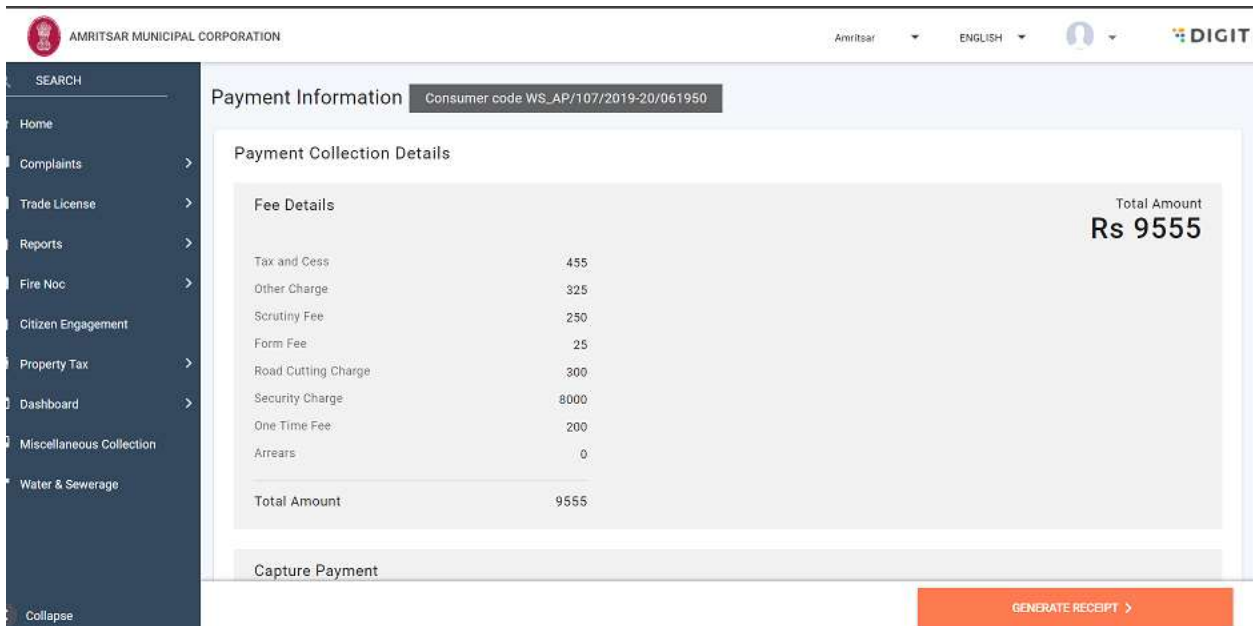 AMRITSAR MUNICIPAL CORPORATION
Amritsar
ENGLISH
DIGIT
SEARCH
Home
Complaints
Trade License
Reports
Fire Noc
Citizen Engagement
Property Tax
Dashboard
Miscellaneous Collection
Water & Sewerage
Collapse
Payment Information
Consumer code WS_AP/107/2019-20/061950
Payment Collection Details
Fee Details
Total Amount
Rs 9555
Tax and Cess 455
Other Charge 325
Scrutiny Fee 250
Form Fee 25
Road Cutting Charge 300
Security Charge 8000
One Time Fee 200
Arrears 0
Total Amount 9555
Capture Payment
GENERATE RECEIPT